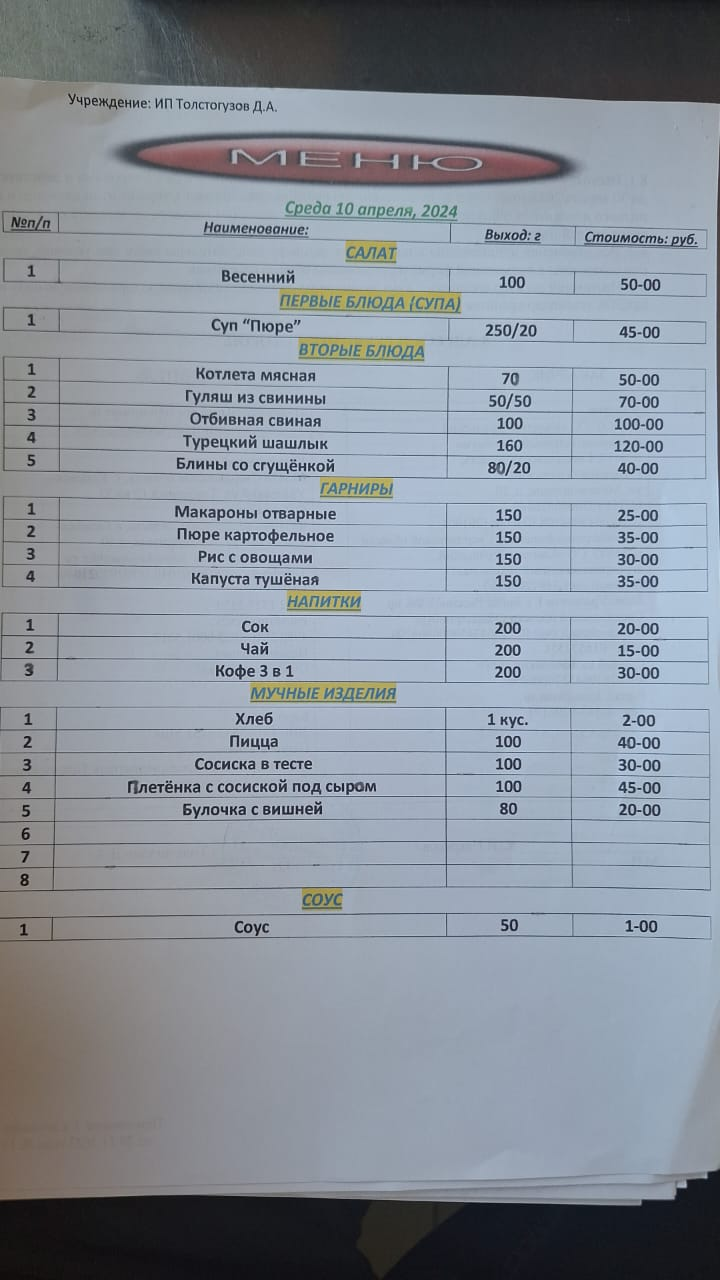 Учреждение: ИП Толстогузов Д.А.
МЕНЮ
Среда 10 апреля, 2024
№п/п Наименование: Выход: г Стоимость: руб.
САЛАТ
1 Весенний 100 50-00
ПЕРВЫЕ БЛЮДА (СУПА)
1 Суп "Пюре" 250/20 45-00
ВТОРЫЕ БЛЮДА
1 Котлета мясная 70 50-00
2 Гуляш из свинины 50/50 70-00
3 Отбивная свиная 100 100-00
4 Турецкий шашлык 160 120-00
5 Блины со сгущёнкой 80/20 40-00
ГАРНИРЫ
1 Макароны отварные 150 25-00
2 Пюре картофельное 150 35-00
3 Рис с овощами 150 30-00
4 Капуста тушёная 150 35-00
НАПИТКИ
1 Сок 200 20-00
2 Чай 200 15-00
3 Кофе 3 в 1 200 30-00
МУЧНЫЕ ИЗДЕЛИЯ
1 Хлеб 1 кус. 2-00
2 Пицца 100 40-00
3 Сосиска в тесте 100 30-00
4 Плетёнка с сосиской под сыром 100 45-00
5 Булочка с вишней 80 20-00
6
7
8
СОУС
1 Соус 50 1-00